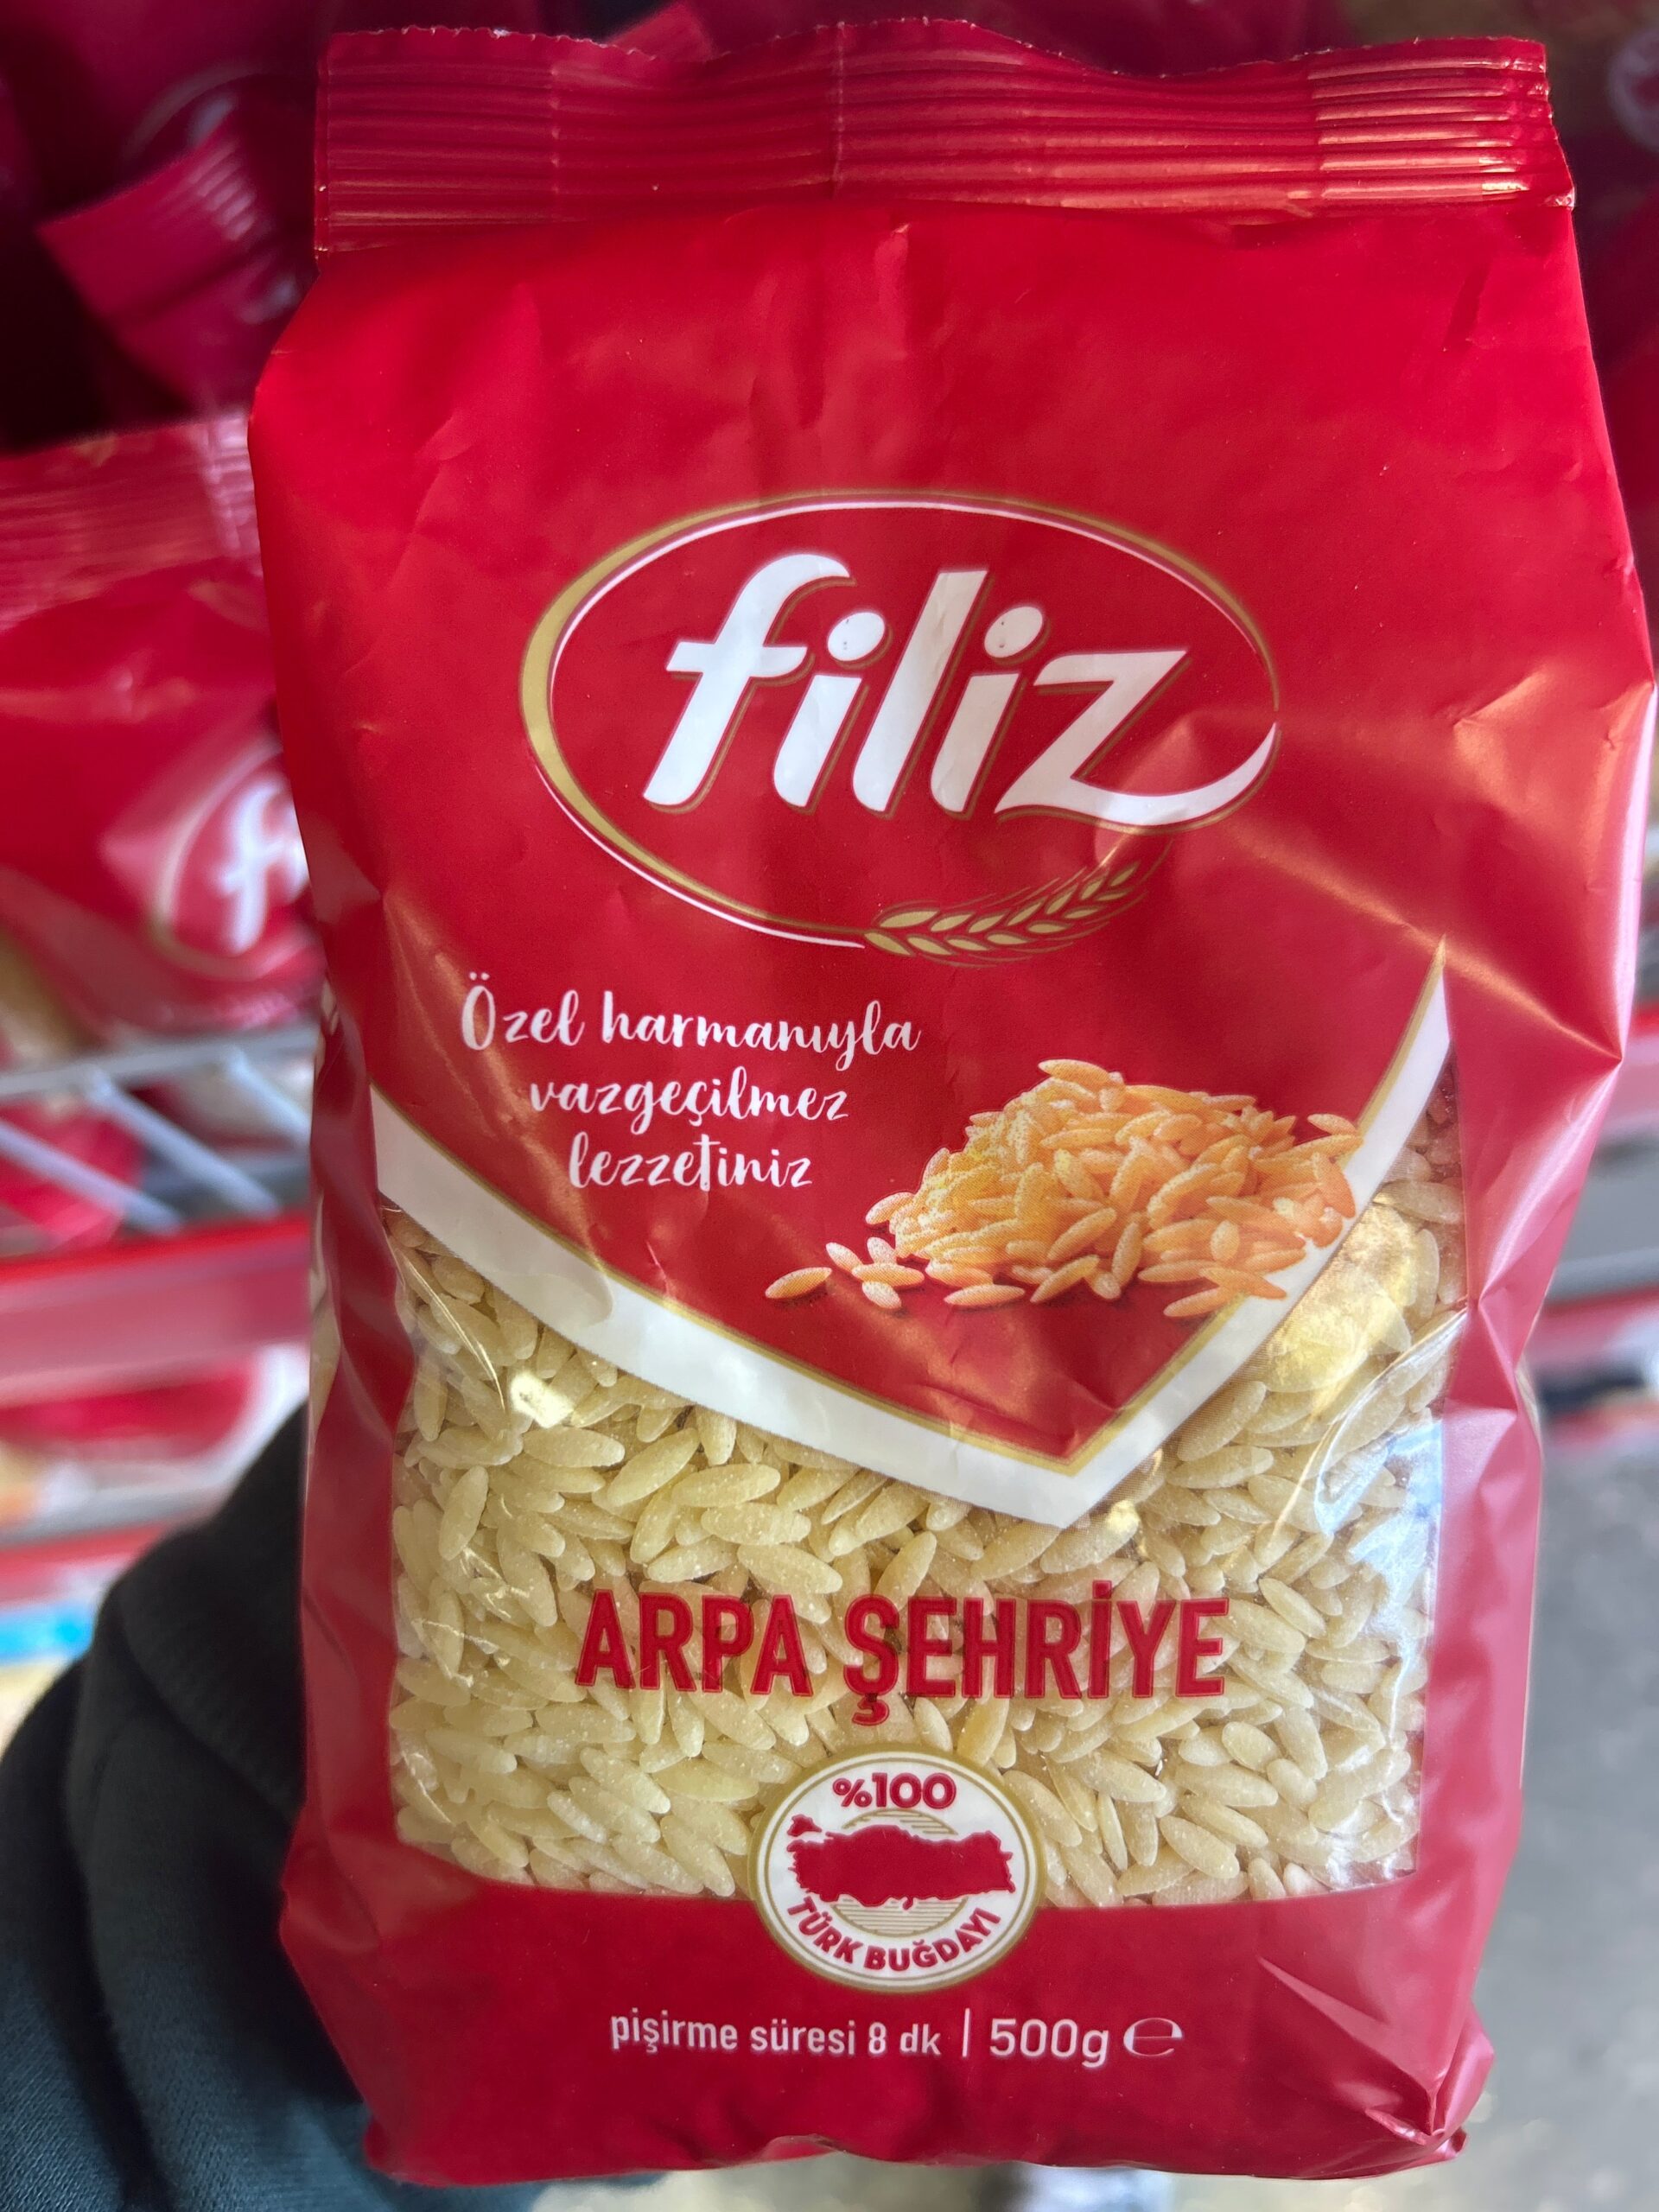 filiz
Özel harmanıyla
vazgeçilmez
lezzetiniz
ARPA ŞEHRİYE
%100
TÜRK BUĞDAYI
pişirme süresi 8 dk | 500g ℮